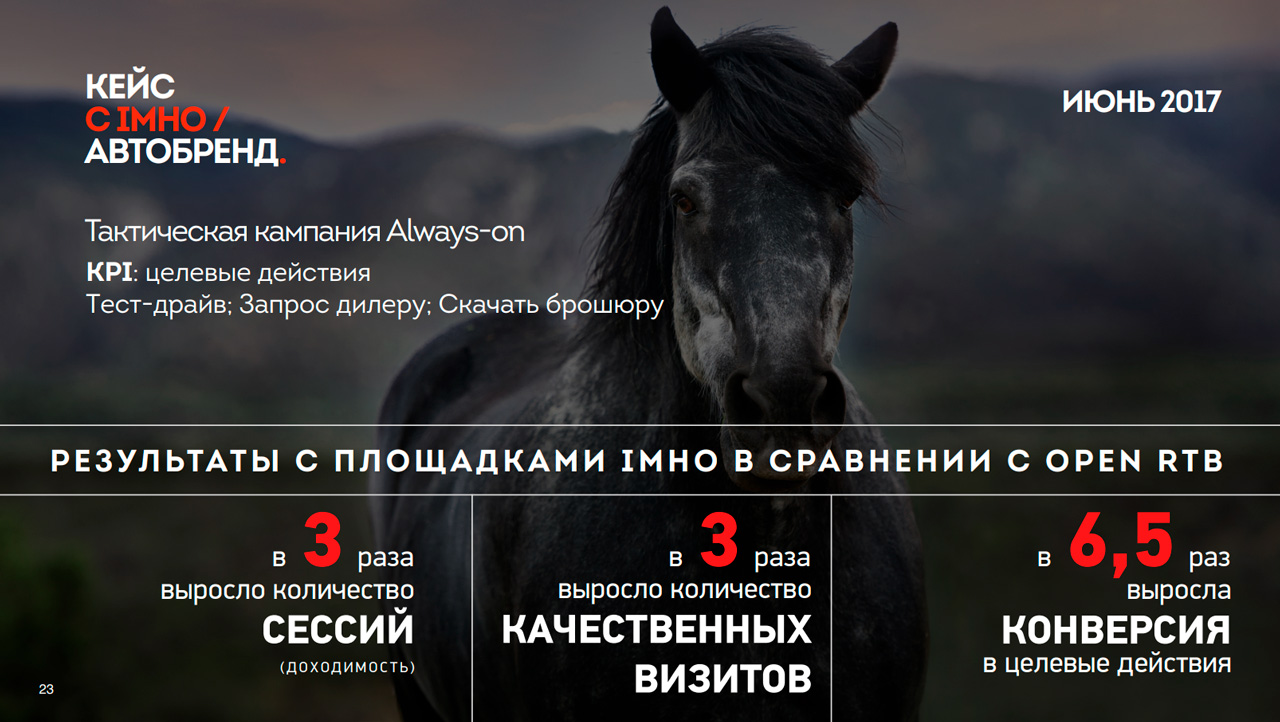 КЕЙС
С IMHO /
АВТОБРЕНД.
ИЮНЬ 2017
Тактическая кампания Always-on
KPI: целевые действия
Тест-драйв; Запрос дилеру; Скачать брошюру
РЕЗУЛЬТАТЫ С ПЛОЩАДКАМИ IMHO В СРАВНЕНИИ С OPEN RTB
в 3 раза
выросло количество
СЕССИЙ
(ДОХОДИМОСТЬ)
в 3 раза
выросло количество
КАЧЕСТВЕННЫХ
ВИЗИТОВ
в 6,5 раз
выросла
КОНВЕРСИЯ
в целевые действия
23